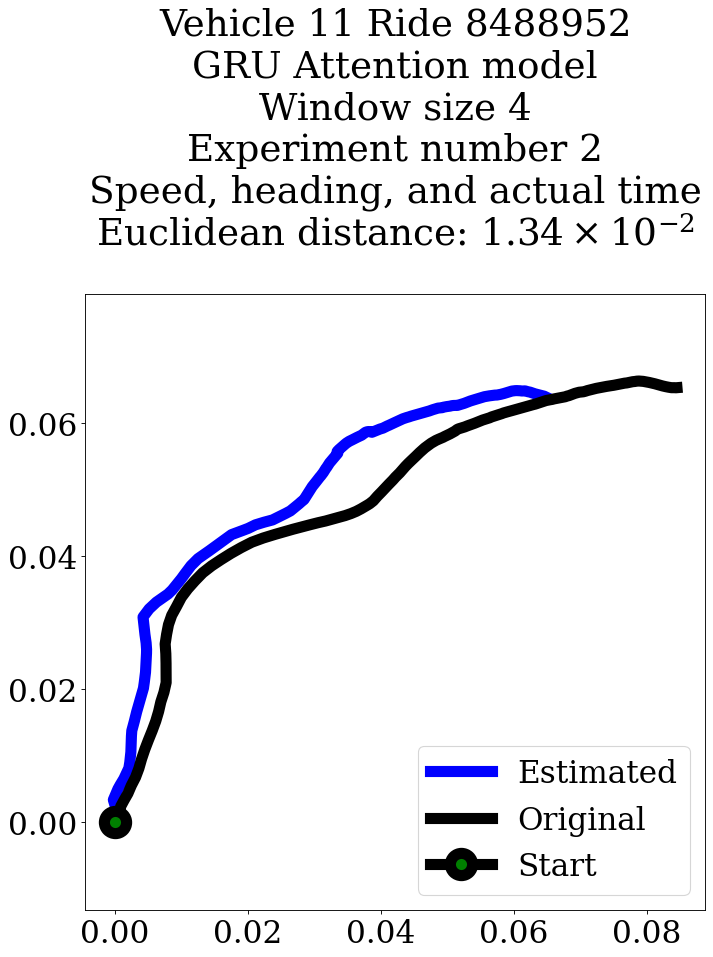 Vehicle 11 Ride 8488952
GRU Attention model
Window size 4
Experiment number 2
Speed, heading, and actual time
Euclidean distance: 1.34 × 10⁻²
0.06
0.04
0.02
0.00
Estimated
Original
Start
0.00 0.02 0.04 0.06 0.08